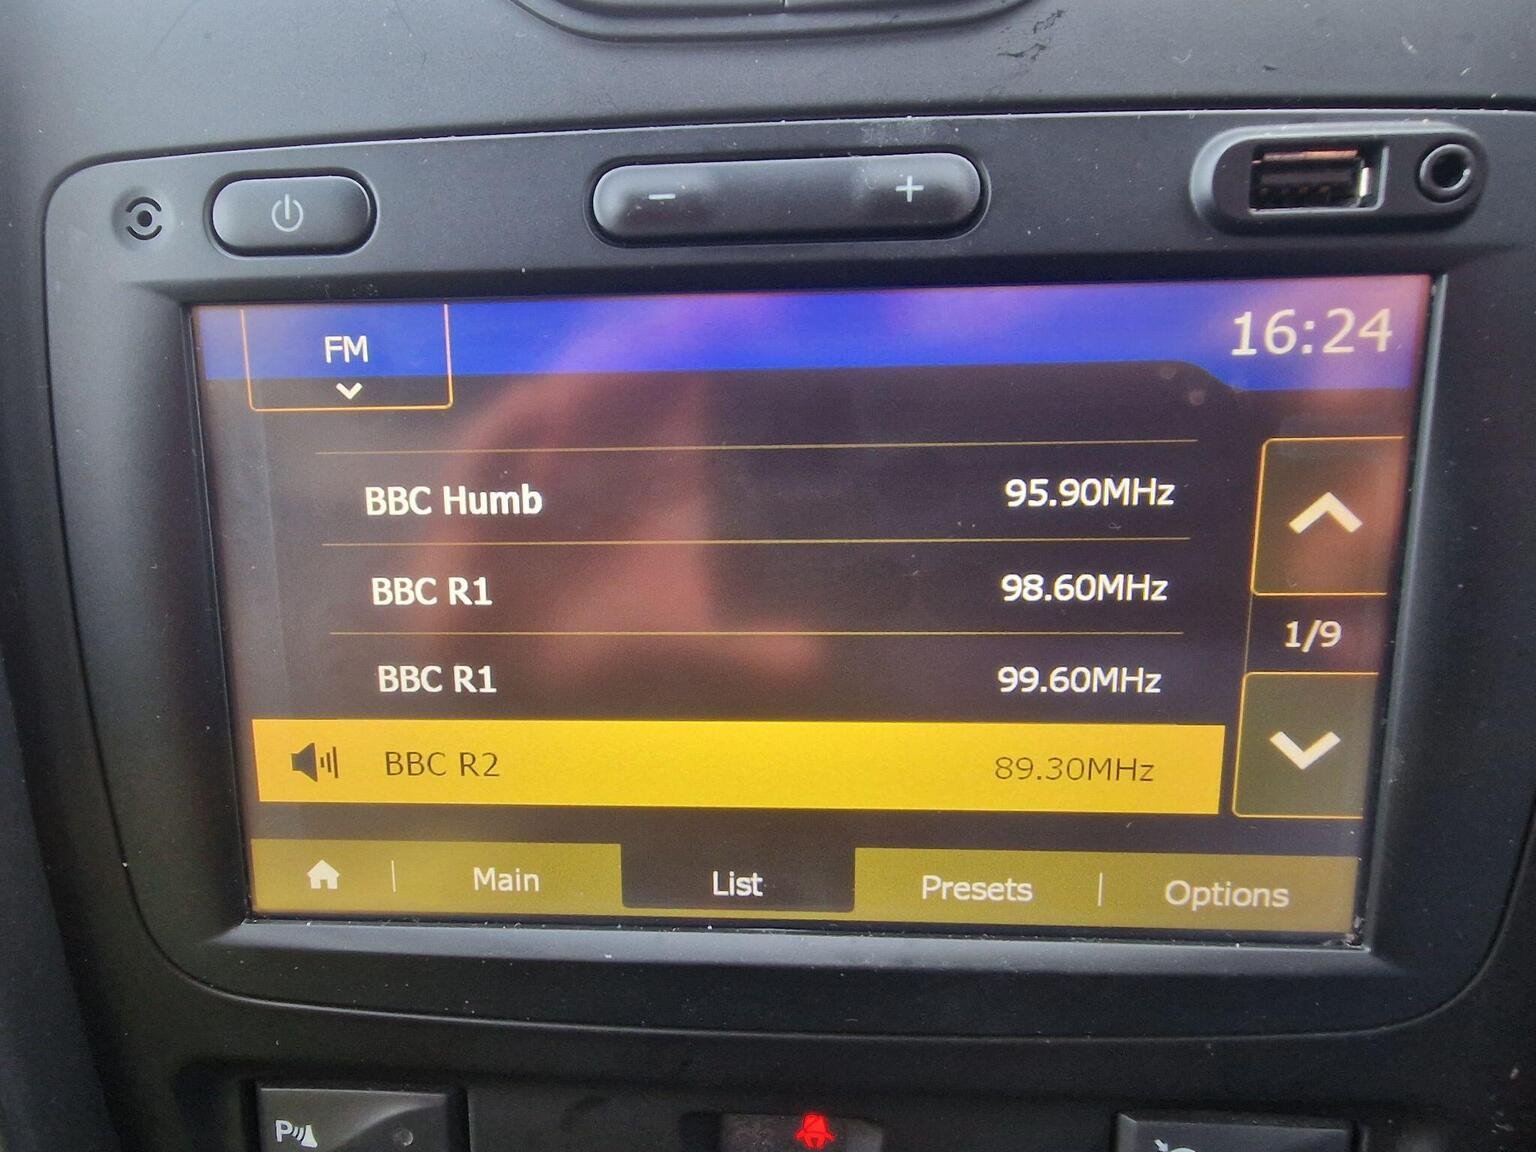 FM
16:24
BBC Humb 95.90MHz
BBC R1 98.60MHz
BBC R1 99.60MHz
1/9
BBC R2 89.30MHz
Main List Presets Options
P